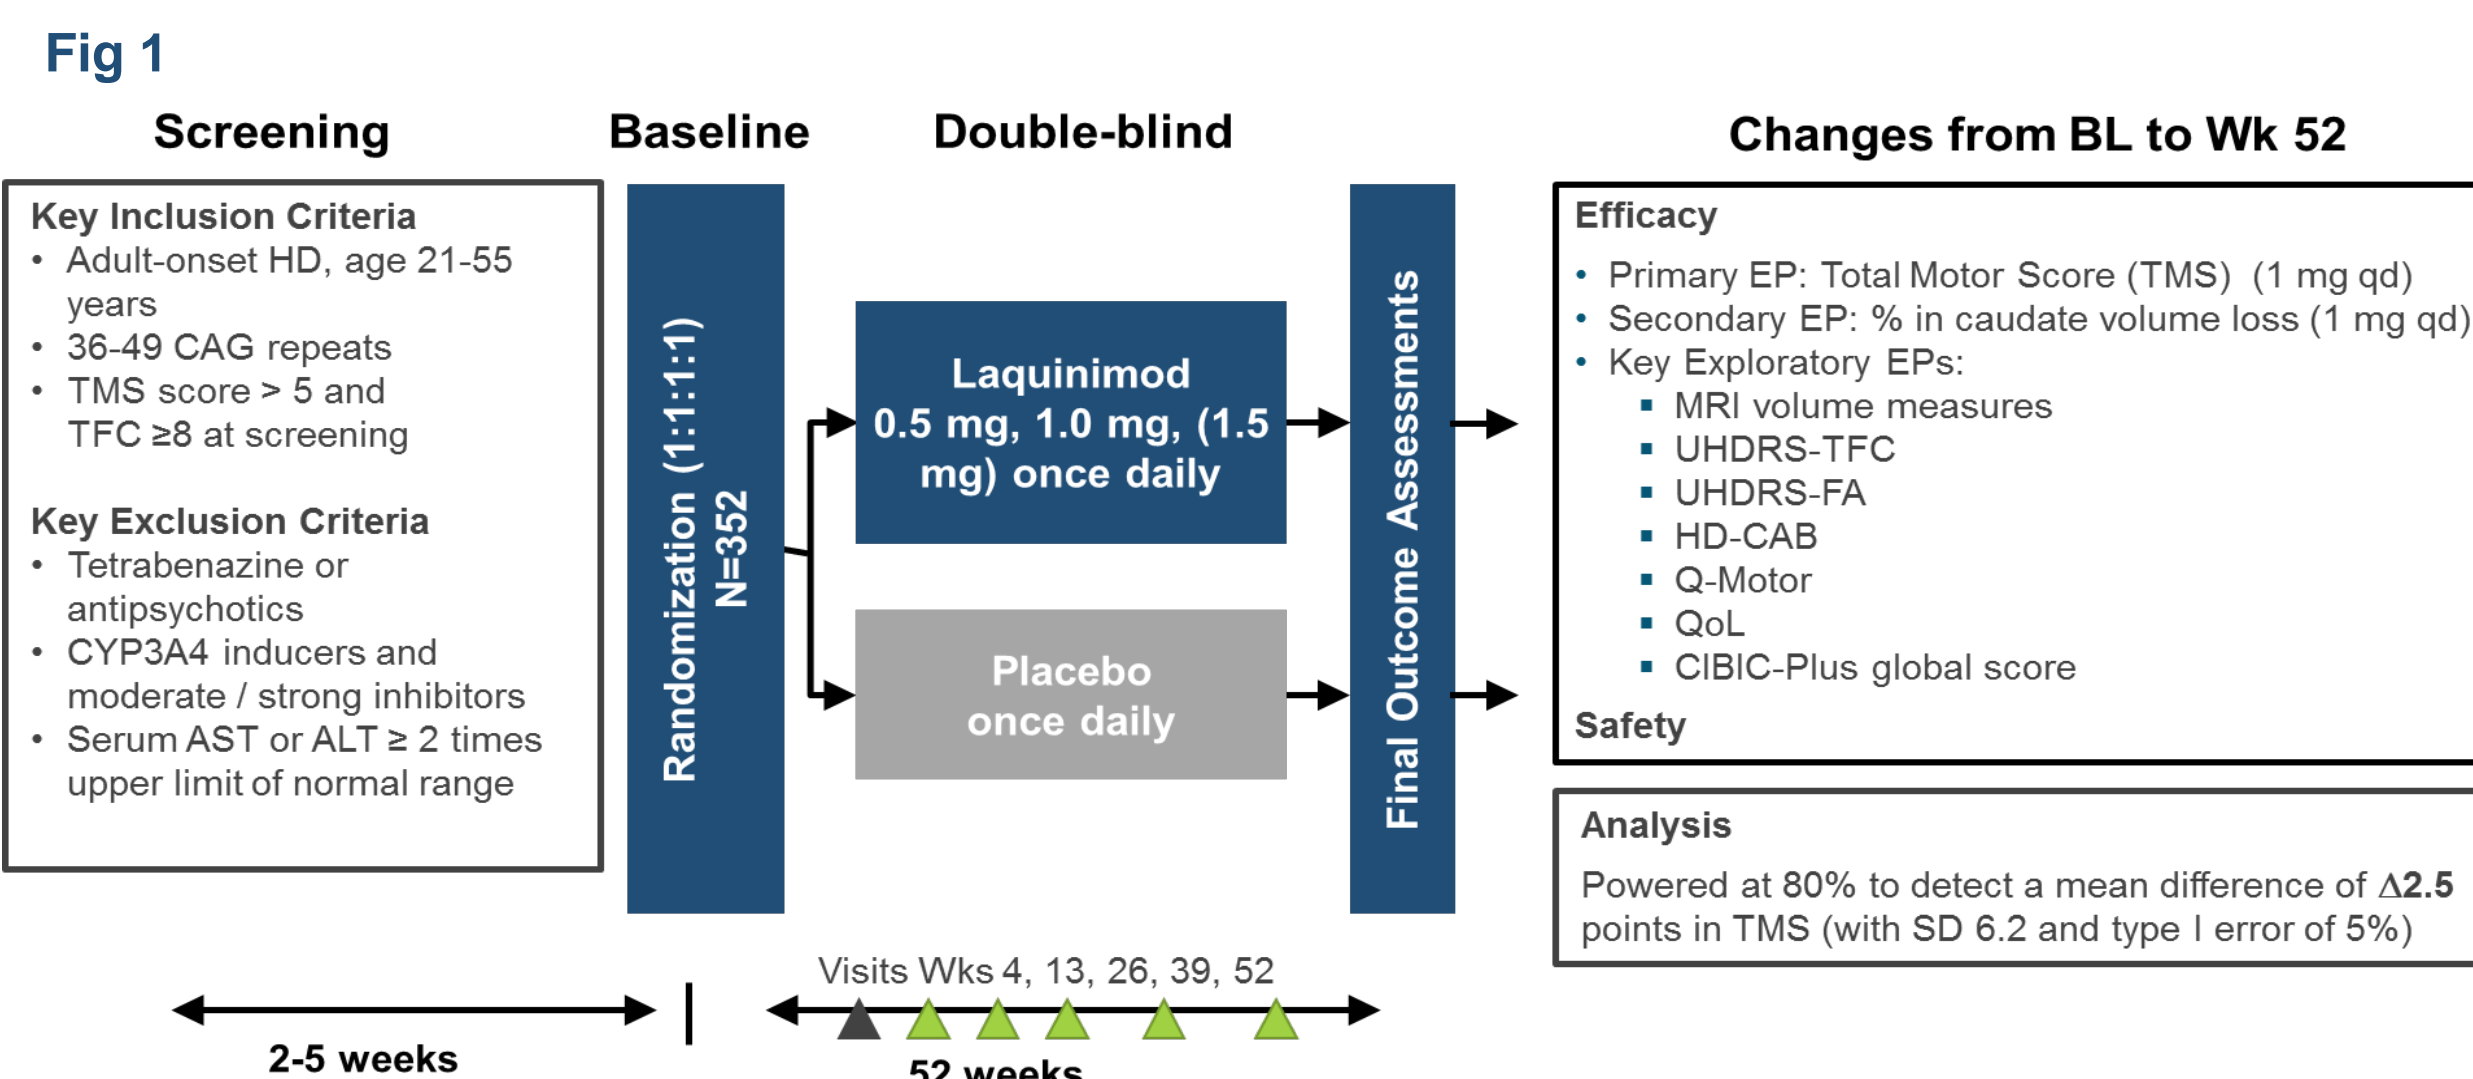 Fig 1
Screening
Key Inclusion Criteria
• Adult-onset HD, age 21-55
years
• 36-49 CAG repeats
• TMS score > 5 and
TFC ≥8 at screening
Key Exclusion Criteria
• Tetrabenazine or
antipsychotics
• CYP3A4 inducers and
moderate / strong inhibitors
• Serum AST or ALT ≥ 2 times
upper limit of normal range
Baseline
Randomization (1:1:1:1)
N=352
Double-blind
Laquinimod
0.5 mg, 1.0 mg, (1.5
mg) once daily
Placebo
once daily
Final Outcome Assessments
Changes from BL to Wk 52
Efficacy
• Primary EP: Total Motor Score (TMS) (1 mg qd)
• Secondary EP: % in caudate volume loss (1 mg qd)
• Key Exploratory EPs:
▪ MRI volume measures
▪ UHDRS-TFC
▪ UHDRS-FA
▪ HD-CAB
▪ Q-Motor
▪ QoL
▪ CIBIC-Plus global score
Safety
Analysis
Powered at 80% to detect a mean difference of Δ2.5
points in TMS (with SD 6.2 and type I error of 5%)
Visits Wks 4, 13, 26, 39, 52
2-5 weeks
52 weeks